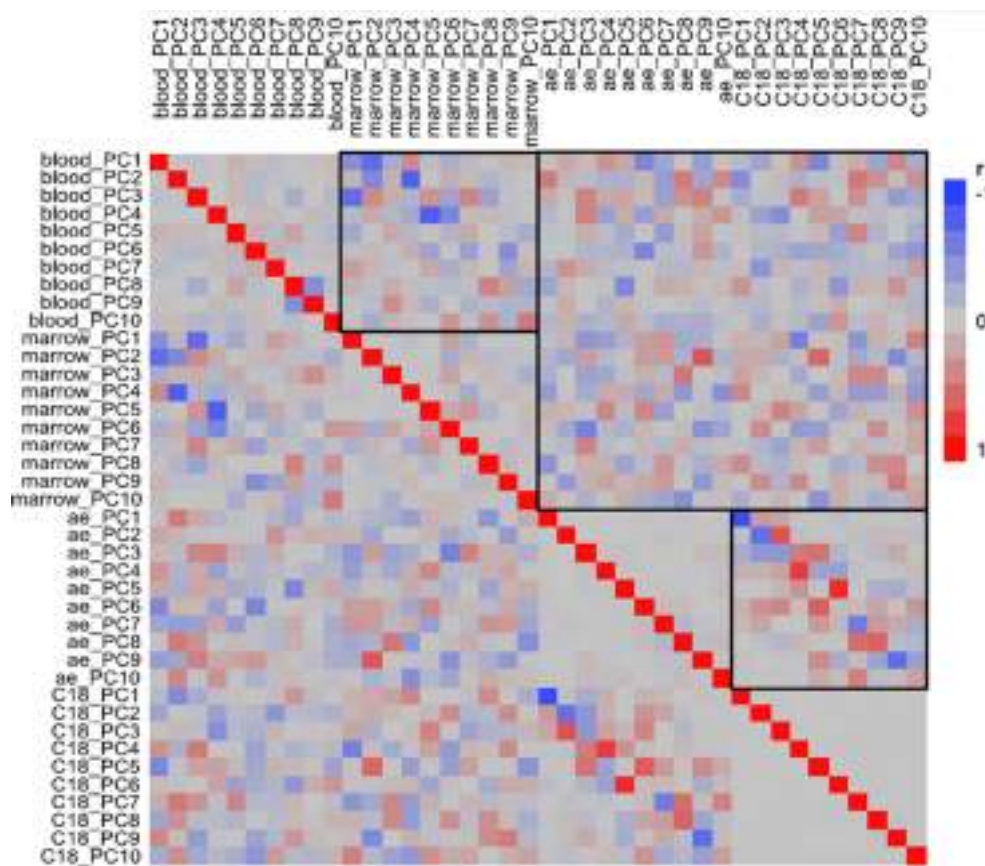 blood_PC1
blood_PC2
blood_PC3
blood_PC4
blood_PC5
blood_PC6
blood_PC7
blood_PC8
blood_PC9
blood_PC10
marrow_PC1
marrow_PC2
marrow_PC3
marrow_PC4
marrow_PC5
marrow_PC6
marrow_PC7
marrow_PC8
marrow_PC9
marrow_PC10
ae_PC1
ae_PC2
ae_PC3
ae_PC4
ae_PC5
ae_PC6
ae_PC7
ae_PC8
ae_PC9
ae_PC10
C18_PC1
C18_PC2
C18_PC3
C18_PC4
C18_PC5
C18_PC6
C18_PC7
C18_PC8
C18_PC9
C18_PC10
blood_PC1
blood_PC2
blood_PC3
blood_PC4
blood_PC5
blood_PC6
blood_PC7
blood_PC8
blood_PC9
blood_PC10
marrow_PC1
marrow_PC2
marrow_PC3
marrow_PC4
marrow_PC5
marrow_PC6
marrow_PC7
marrow_PC8
marrow_PC9
marrow_PC10
ae_PC1
ae_PC2
ae_PC3
ae_PC4
ae_PC5
ae_PC6
ae_PC7
ae_PC8
ae_PC9
ae_PC10
C18_PC1
C18_PC2
C18_PC3
C18_PC4
C18_PC5
C18_PC6
C18_PC7
C18_PC8
C18_PC9
C18_PC10
r
0